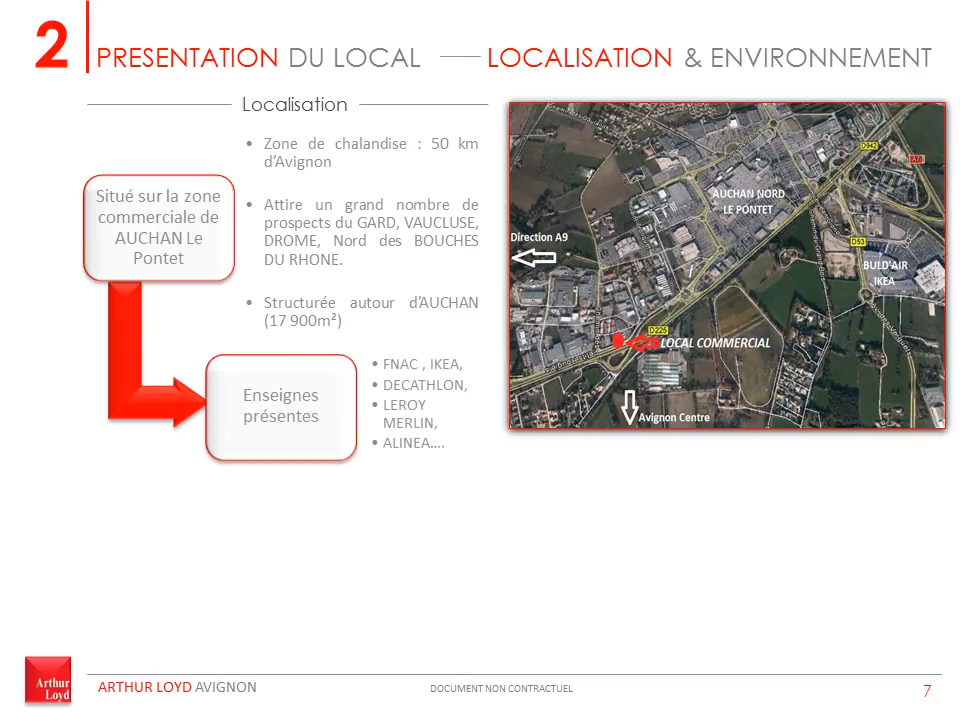 2
PRESENTATION DU LOCAL
LOCALISATION & ENVIRONNEMENT
Localisation
Situé sur la zone
commerciale de
AUCHAN Le
Pontet
• Zone de chalandise : 50 km
d’Avignon
• Attire un grand nombre de
prospects du GARD, VAUCLUSE,
DROME, Nord des BOUCHES
DU RHONE.
• Structurée autour d’AUCHAN
(17 900m²)
Enseignes
présentes
• FNAC , IKEA,
• DECATHLON,
• LEROY
MERLIN,
• ALINEA….
D942
A7
AUCHAN NORD
LE PONTET
Direction A9
D53
BULD'AIR
IKEA
D225
LOCAL COMMERCIAL
Avignon Centre
Arthur
Loyd
ARTHUR LOYD AVIGNON
DOCUMENT NON CONTRACTUEL
7